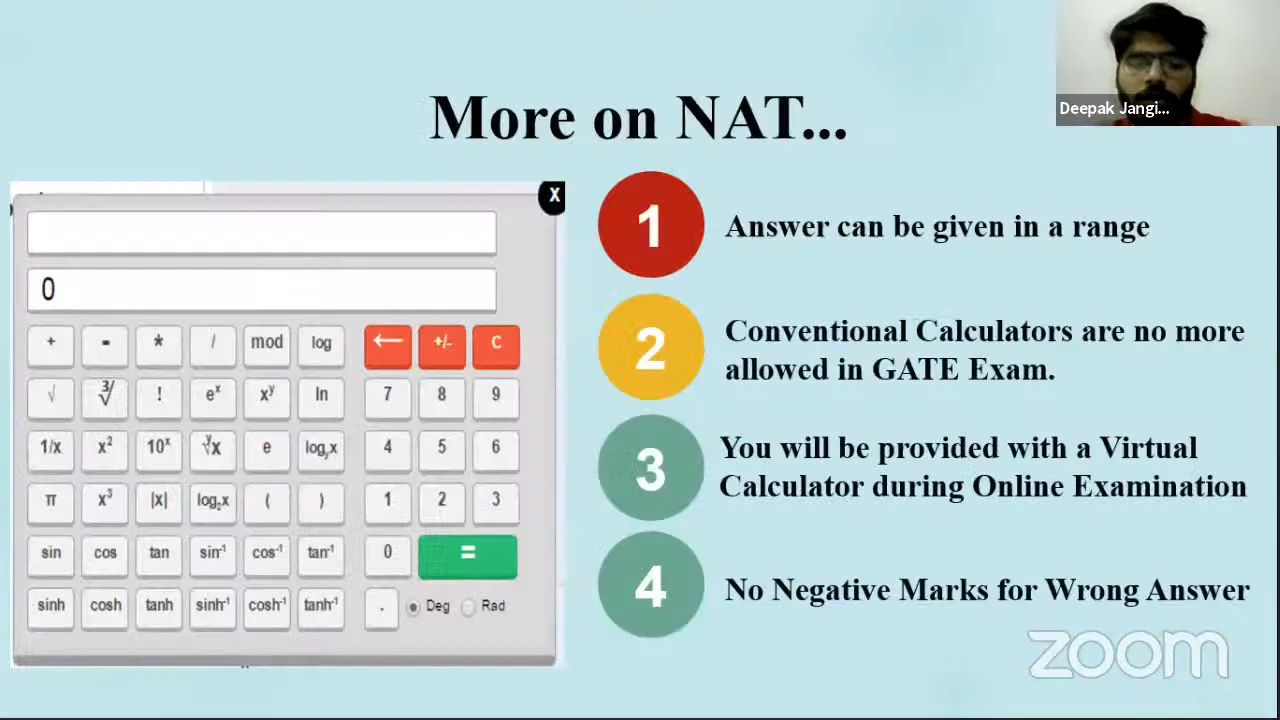 Deepak Jangi...
More on NAT...
X
0
+ - * / mod log ← +/- C
√ ³√ ! eˣ xʸ ln 7 8 9
1/x x² 10ˣ ʸ√x e logᵧx 4 5 6
π x³ |x| log₂x ( ) 1 2 3
sin cos tan sin⁻¹ cos⁻¹ tan⁻¹ 0 =
sinh cosh tanh sinh⁻¹ cosh⁻¹ tanh⁻¹ . Deg Rad
1 Answer can be given in a range
2 Conventional Calculators are no more
allowed in GATE Exam.
3 You will be provided with a Virtual
Calculator during Online Examination
4 No Negative Marks for Wrong Answer
zoom